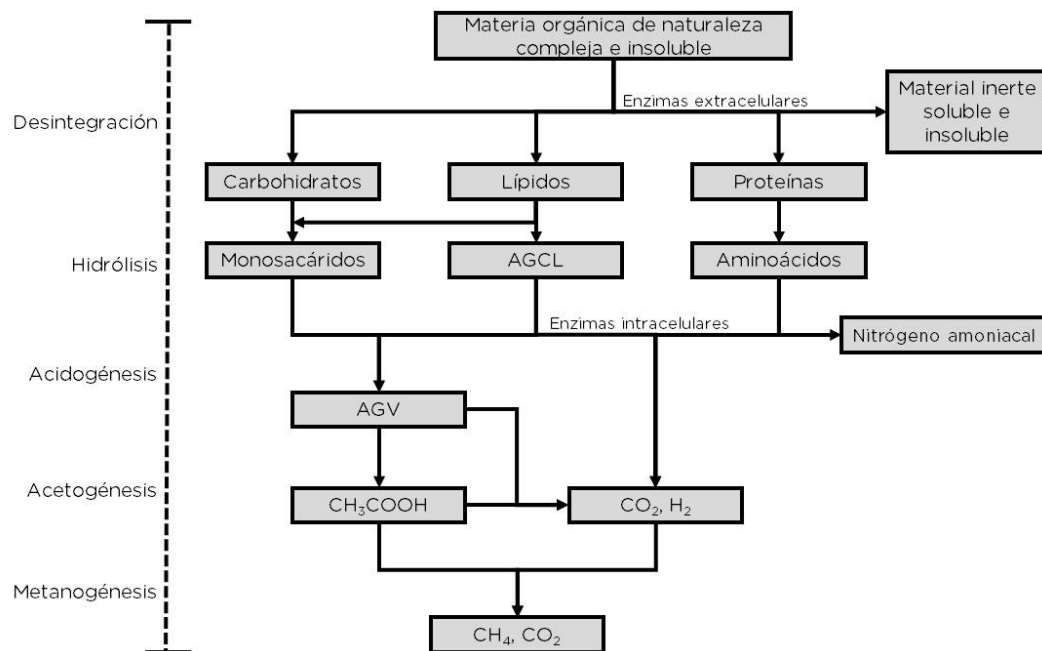 Materia orgánica de naturaleza
compleja e insoluble
Enzimas extracelulares
Material inerte
soluble e
insoluble
Desintegración
Carbohidratos
Lípidos
Proteínas
Hidrólisis
Monosacáridos
AGCL
Aminoácidos
Enzimas intracelulares
Nitrógeno amoniacal
Acidogénesis
AGV
Acetogénesis
CH₃COOH
CO₂, H₂
Metanogénesis
CH₄, CO₂